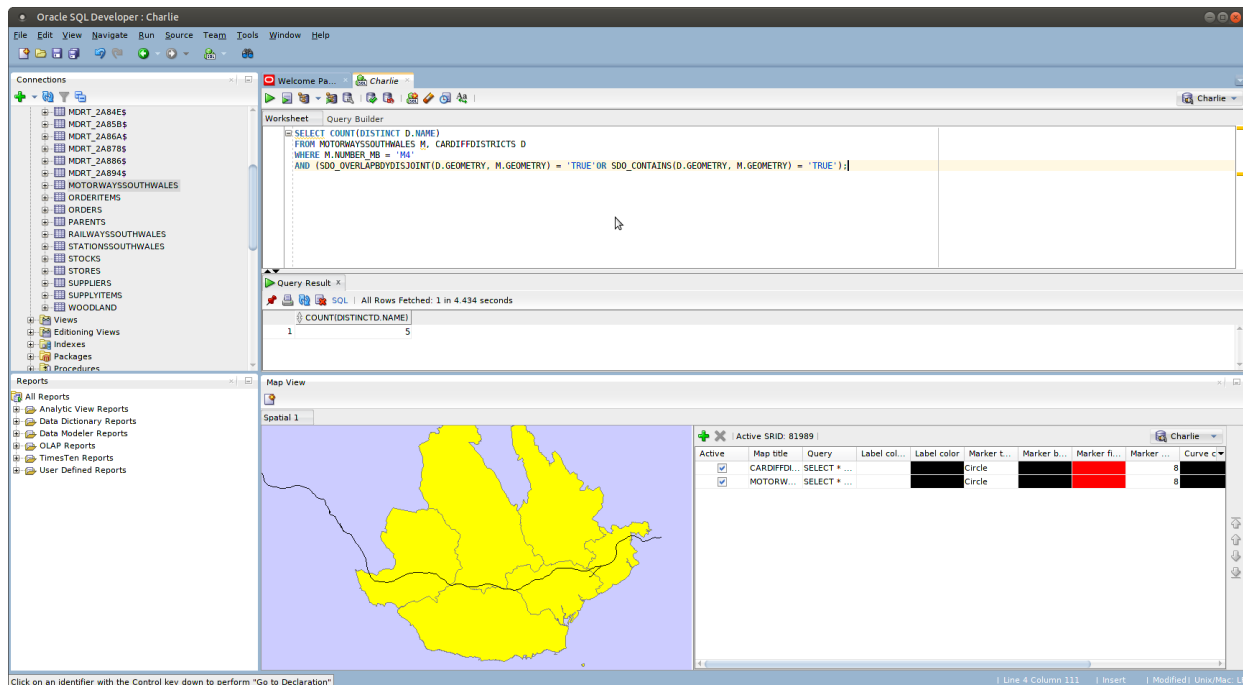 Oracle SQL Developer : Charlie
File Edit View Navigate Run Source Team Tools Window Help
Connections
MDRT_2A84E$
MDRT_2A85B$
MDRT_2A86A$
MDRT_2A878$
MDRT_2A886$
MDRT_2A894$
MOTORWAYSSOUTHWALES
ORDERITEMS
ORDERS
PARENTS
RAILWAYSSOUTHWALES
STATIONSSOUTHWALES
STOCKS
STORES
SUPPLIERS
SUPPLYITEMS
WOODLAND
Views
Editioning Views
Indexes
Packages
Procedures
Welcome Pa...
Charlie
Charlie
Worksheet Query Builder
SELECT COUNT(DISTINCT D.NAME)
FROM MOTORWAYSSOUTHWALES M, CARDIFFDISTRICTS D
WHERE M.NUMBER_MB = 'M4'
AND (SDO_OVERLAPBDYDISJOINT(D.GEOMETRY, M.GEOMETRY) = 'TRUE'OR SDO_CONTAINS(D.GEOMETRY, M.GEOMETRY) = 'TRUE');
Query Result
SQL | All Rows Fetched: 1 in 4.434 seconds
COUNT(DISTINCTD.NAME)
1 5
Reports
All Reports
Analytic View Reports
Data Dictionary Reports
Data Modeler Reports
OLAP Reports
TimesTen Reports
User Defined Reports
Map View
Spatial 1
Active SRID: 81989
Charlie
Active Map title Query Label col... Label color Marker t... Marker b... Marker fi... Marker ... Curve c
CARDIFFDI... SELECT * ... Circle 8
MOTORW... SELECT * ... Circle 8
Click on an identifier with the Control key down to perform "Go to Declaration"
Line 4 Column 111 | Insert | Modified | Unix/Mac: L